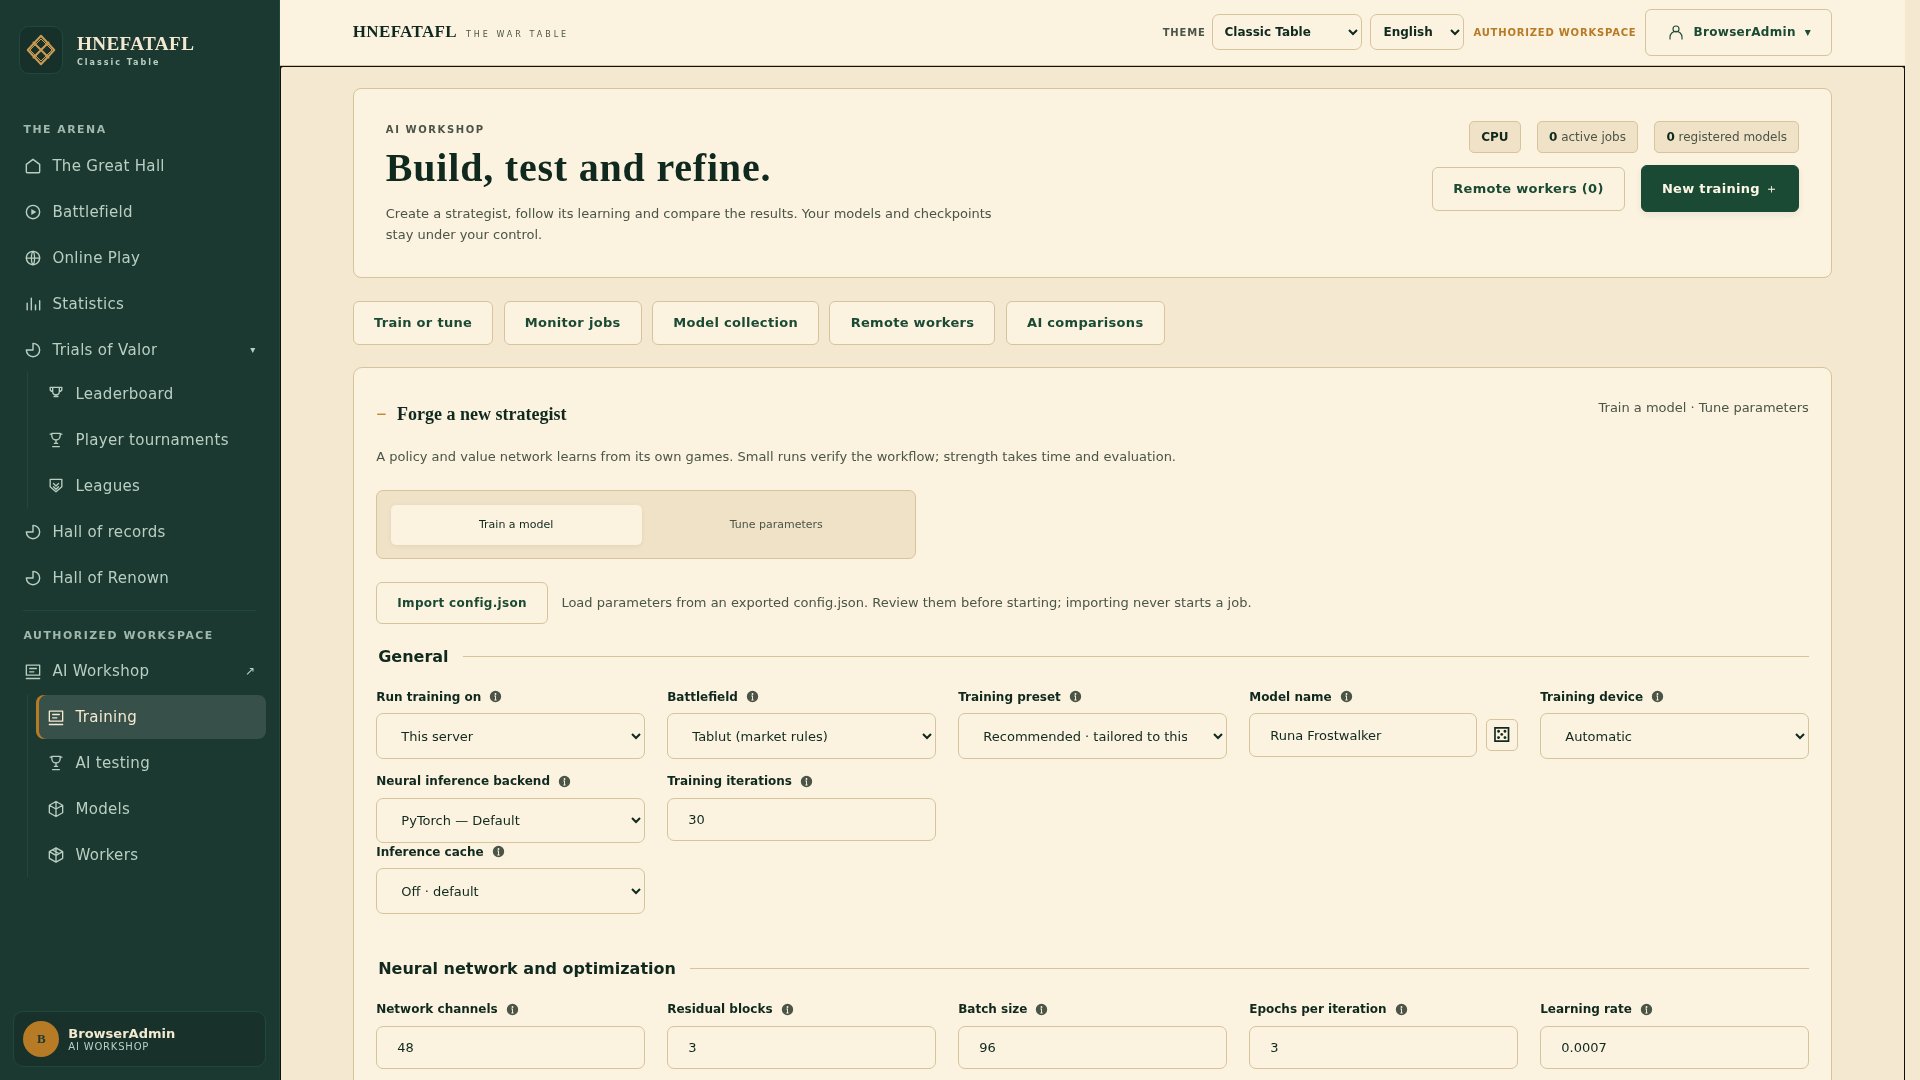 HNEFATAFL
Classic Table
THE ARENA
The Great Hall
Battlefield
Online Play
Statistics
Trials of Valor
Leaderboard
Player tournaments
Leagues
Hall of records
Hall of Renown
AUTHORIZED WORKSPACE
AI Workshop
Training
AI testing
Models
Workers
B
BrowserAdmin
AI WORKSHOP
HNEFATAFL THE WAR TABLE
THEME Classic Table English AUTHORIZED WORKSPACE BrowserAdmin
AI WORKSHOP
Build, test and refine.
Create a strategist, follow its learning and compare the results. Your models and checkpoints
stay under your control.
CPU 0 active jobs 0 registered models
Remote workers (0) New training +
Train or tune Monitor jobs Model collection Remote workers AI comparisons
Forge a new strategist
Train a model · Tune parameters
A policy and value network learns from its own games. Small runs verify the workflow; strength takes time and evaluation.
Train a model Tune parameters
Import config.json Load parameters from an exported config.json. Review them before starting; importing never starts a job.
General
Run training on Battlefield Training preset Model name Training device
This server Tablut (market rules) Recommended · tailored to this Runa Frostwalker Automatic
Neural inference backend Training iterations
PyTorch — Default 30
Inference cache
Off · default
Neural network and optimization
Network channels Residual blocks Batch size Epochs per iteration Learning rate
48 3 96 3 0.0007